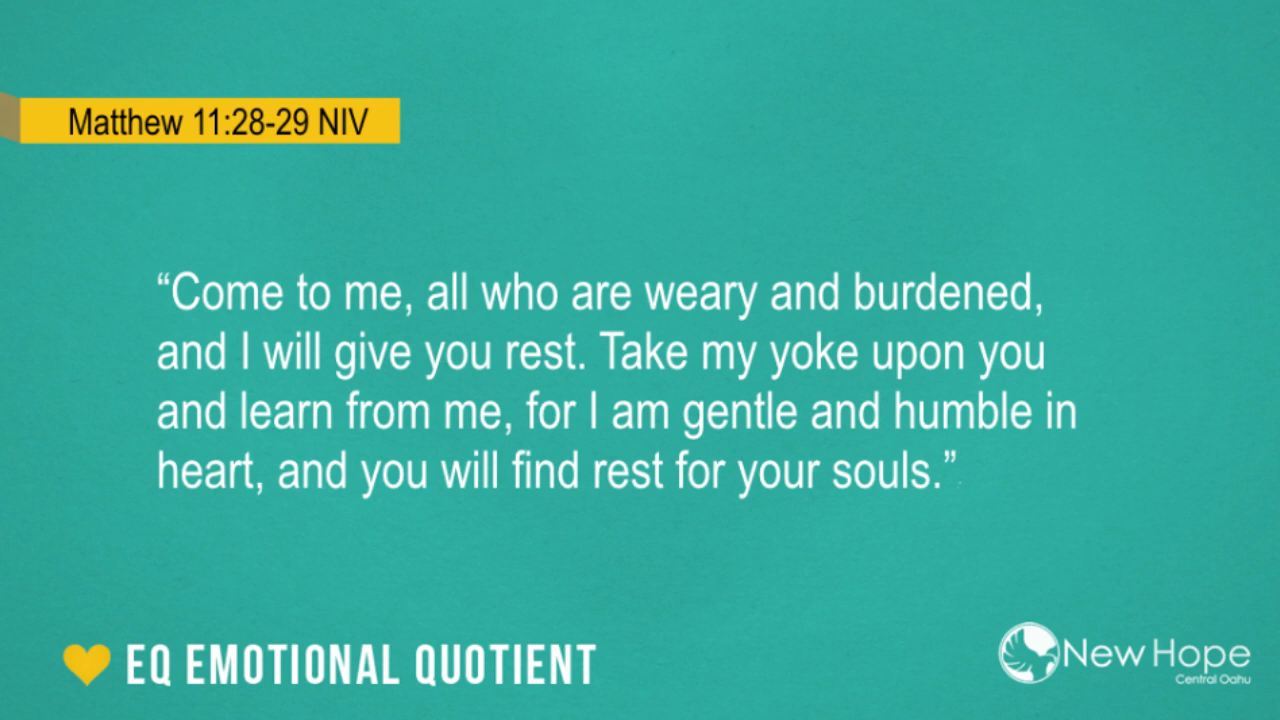 Matthew 11:28-29 NIV
“Come to me, all who are weary and burdened,
and I will give you rest. Take my yoke upon you
and learn from me, for I am gentle and humble in
heart, and you will find rest for your souls.”
EQ EMOTIONAL QUOTIENT
New Hope
Central Oahu